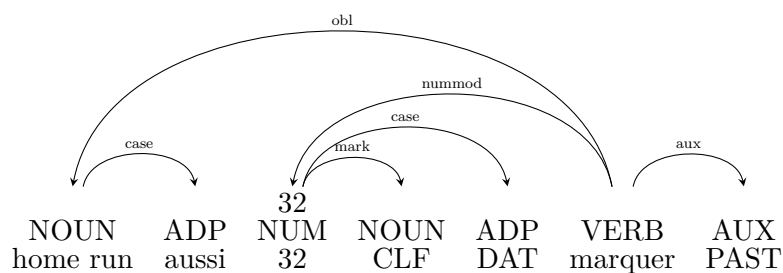 obl
nummod
case
case
mark
aux
32
NOUN ADP NUM NOUN ADP VERB AUX
home run aussi 32 CLF DAT marquer PAST